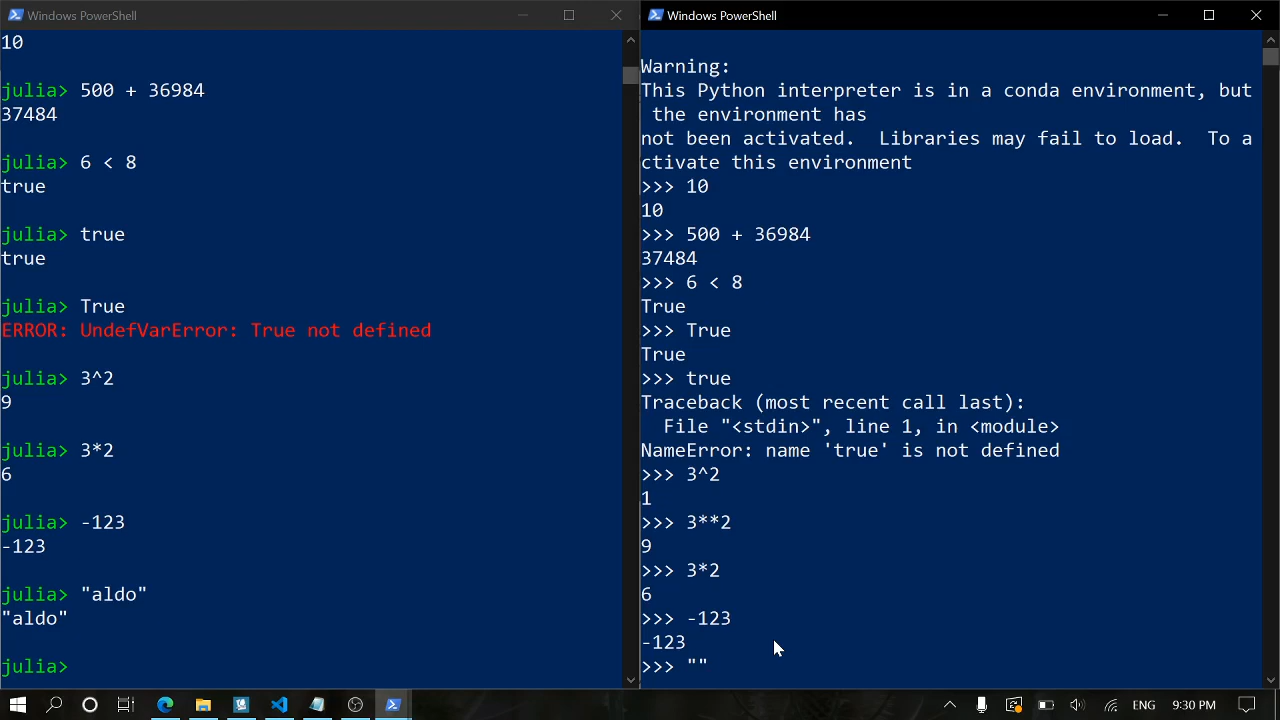 Windows PowerShell
10
julia> 500 + 36984
37484
julia> 6 < 8
true
julia> true
true
julia> True
ERROR: UndefVarError: True not defined
julia> 3^2
9
julia> 3*2
6
julia> -123
-123
julia> "aldo"
"aldo"
julia>
Windows PowerShell
Warning:
This Python interpreter is in a conda environment, but
 the environment has
not been activated.  Libraries may fail to load.  To a
ctivate this environment
>>> 10
10
>>> 500 + 36984
37484
>>> 6 < 8
True
>>> True
True
>>> true
Traceback (most recent call last):
  File "<stdin>", line 1, in <module>
NameError: name 'true' is not defined
>>> 3^2
1
>>> 3**2
9
>>> 3*2
6
>>> -123
-123
>>> ""
ENG 9:30 PM